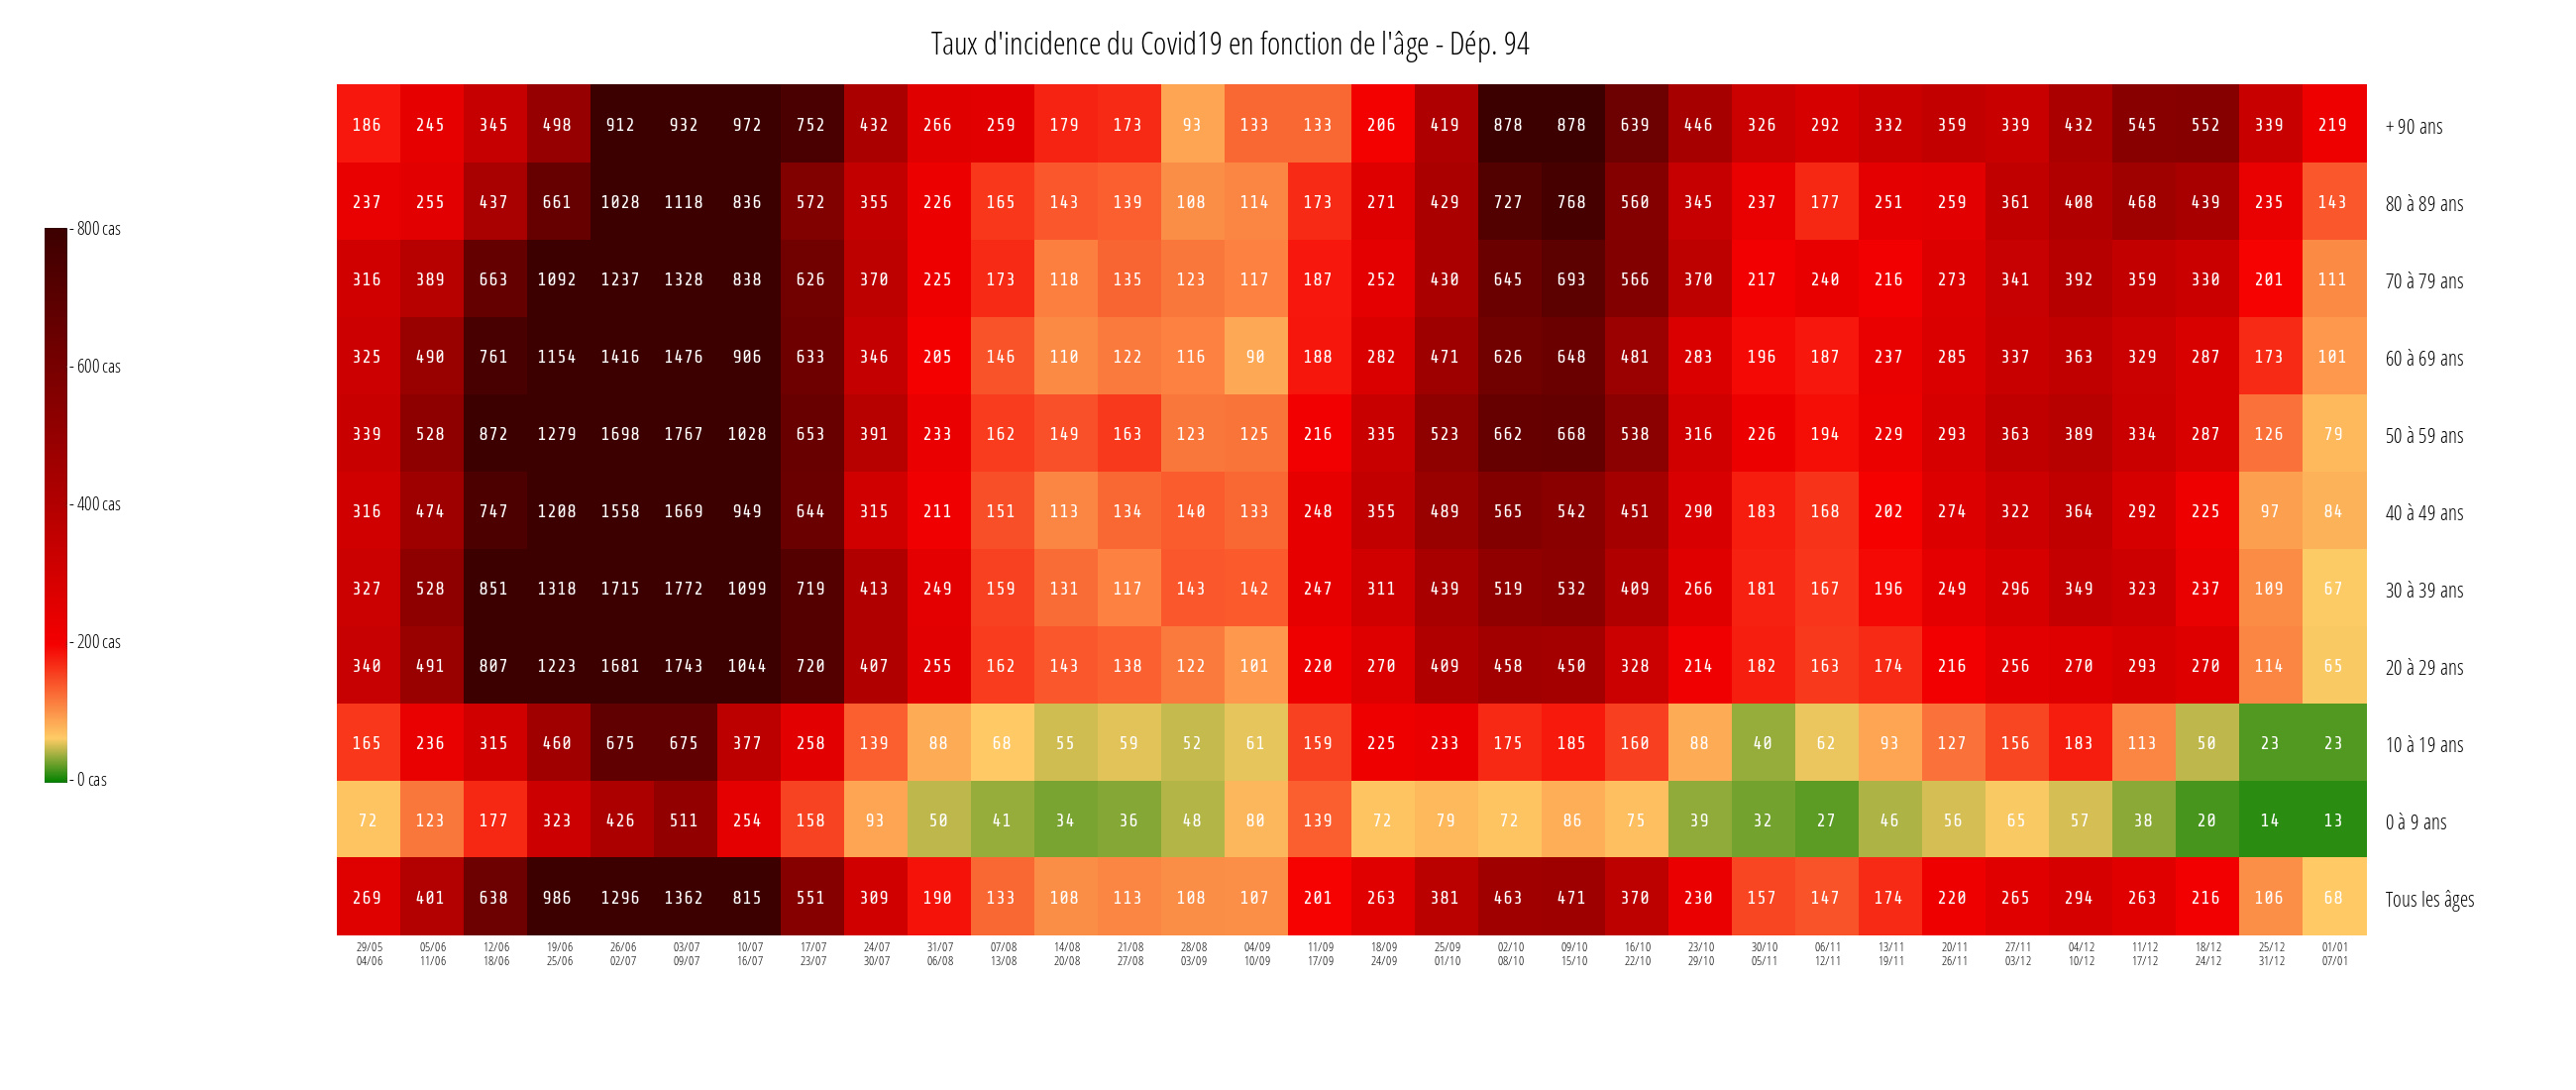 Taux d'incidence du Covid19 en fonction de l'âge - Dép. 94
186 245 345 498 912 932 972 752 432 266 259 179 173 93 133 133 206 419 878 878 639 446 326 292 332 359 339 432 545 552 339 219 + 90 ans
237 255 437 661 1028 1118 836 572 355 226 165 143 139 108 114 173 271 429 727 768 560 345 237 177 251 259 361 408 468 439 235 143 80 à 89 ans
- 800 cas
316 389 663 1092 1237 1328 838 626 370 225 173 118 135 123 117 187 252 430 645 693 566 370 217 240 216 273 341 392 359 330 201 111 70 à 79 ans
325 490 761 1154 1416 1476 906 633 346 205 146 110 122 116 90 188 282 471 626 648 481 283 196 187 237 285 337 363 329 287 173 101 60 à 69 ans
- 600 cas
339 528 872 1279 1698 1767 1028 653 391 233 162 149 163 123 125 216 335 523 662 668 538 316 226 194 229 293 363 389 334 287 126 79 50 à 59 ans
- 400 cas
316 474 747 1208 1558 1669 949 644 315 211 151 113 134 140 133 248 355 489 565 542 451 290 183 168 202 274 322 364 292 225 97 84 40 à 49 ans
327 528 851 1318 1715 1772 1099 719 413 249 159 131 117 143 142 247 311 439 519 532 409 266 181 167 196 249 296 349 323 237 109 67 30 à 39 ans
- 200 cas
340 491 807 1223 1681 1743 1044 720 407 255 162 143 138 122 101 220 270 409 458 450 328 214 182 163 174 216 256 270 293 270 114 65 20 à 29 ans
165 236 315 460 675 675 377 258 139 88 68 55 59 52 61 159 225 233 175 185 160 88 40 62 93 127 156 183 113 50 23 23 10 à 19 ans
- 0 cas
72 123 177 323 426 511 254 158 93 50 41 34 36 48 80 139 72 79 72 86 75 39 32 27 46 56 65 57 38 20 14 13 0 à 9 ans
269 401 638 986 1296 1362 815 551 309 190 133 108 113 108 107 201 263 381 463 471 370 230 157 147 174 220 265 294 263 216 106 68 Tous les âges
29/05 05/06 12/06 19/06 26/06 03/07 10/07 17/07 24/07 31/07 07/08 14/08 21/08 28/08 04/09 11/09 18/09 25/09 02/10 09/10 16/10 23/10 30/10 06/11 13/11 20/11 27/11 04/12 11/12 18/12 25/12 01/01
04/06 11/06 18/06 25/06 02/07 09/07 16/07 23/07 30/07 06/08 13/08 20/08 27/08 03/09 10/09 17/09 24/09 01/10 08/10 15/10 22/10 29/10 05/11 12/11 19/11 26/11 03/12 10/12 17/12 24/12 31/12 07/01